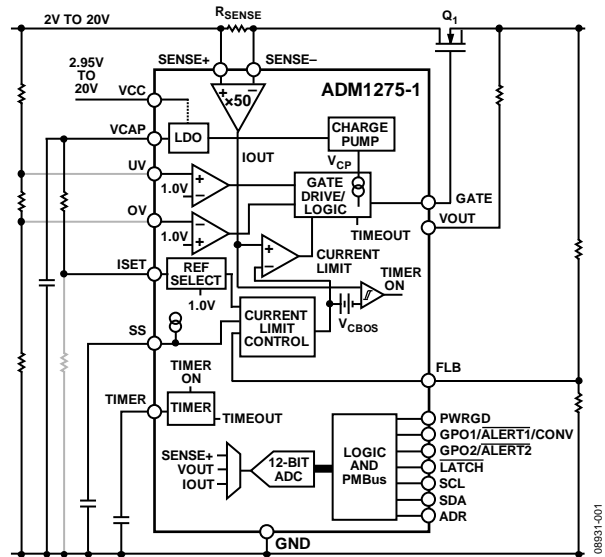 2V TO 20V
RSENSE
Q1
SENSE+
SENSE–
2.95V
TO
20V
VCC
ADM1275-1
×50
+
−
VCAP
LDO
CHARGE
PUMP
IOUT
VCP
UV
+
−
1.0V
GATE
DRIVE/
LOGIC
GATE
VOUT
OV
−
+
1.0V
TIMEOUT
+
−
CURRENT
LIMIT
ISET
REF
SELECT
1.0V
TIMER
ON
VCBOS
CURRENT
LIMIT
CONTROL
SS
FLB
TIMER
ON
TIMER
TIMER
TIMEOUT
PWRGD
GPO1/ALERT1/CONV
GPO2/ALERT2
LATCH
SCL
SDA
ADR
SENSE+
VOUT
IOUT
12-BIT
ADC
LOGIC
AND
PMBus
GND
08931-001